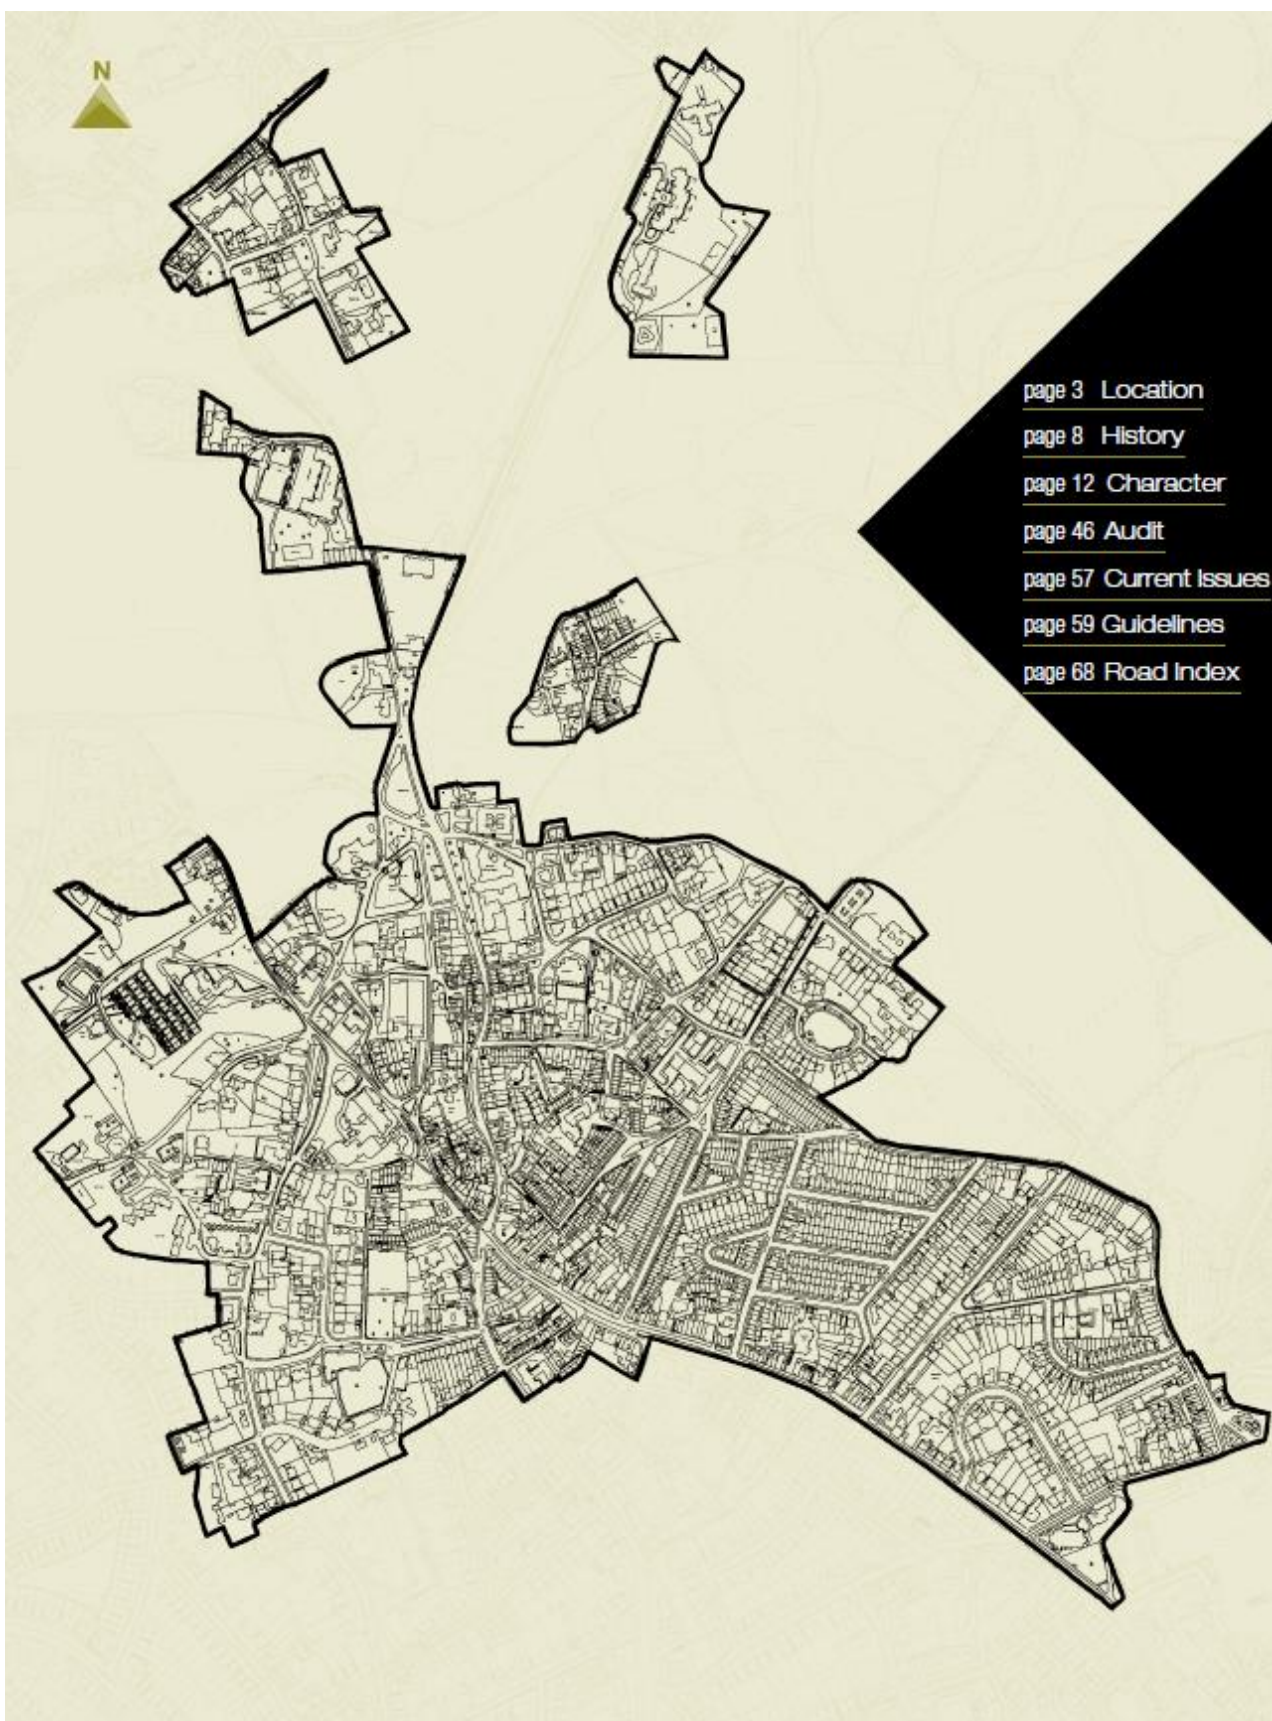 N
page 3 Location
page 8 History
page 12 Character
page 46 Audit
page 57 Current Issues
page 59 Guidelines
page 68 Road Index